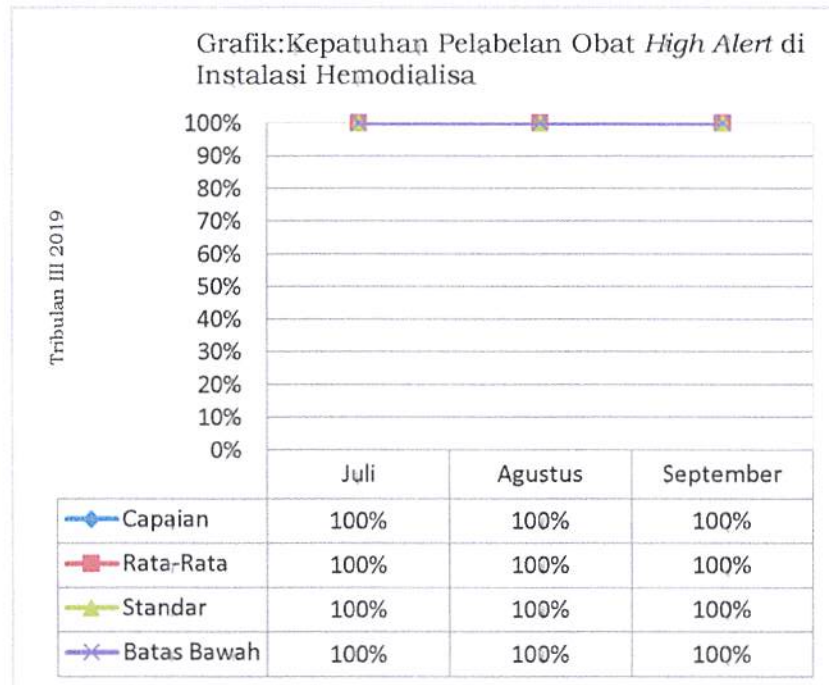 Grafik:Kepatuhan Pelabelan Obat High Alert di
Instalasi Hemodialisa
Tribulan III 2019
100%
90%
80%
70%
60%
50%
40%
30%
20%
10%
0%
Juli Agustus September
Capaian 100% 100% 100%
Rata-Rata 100% 100% 100%
Standar 100% 100% 100%
Batas Bawah 100% 100% 100%